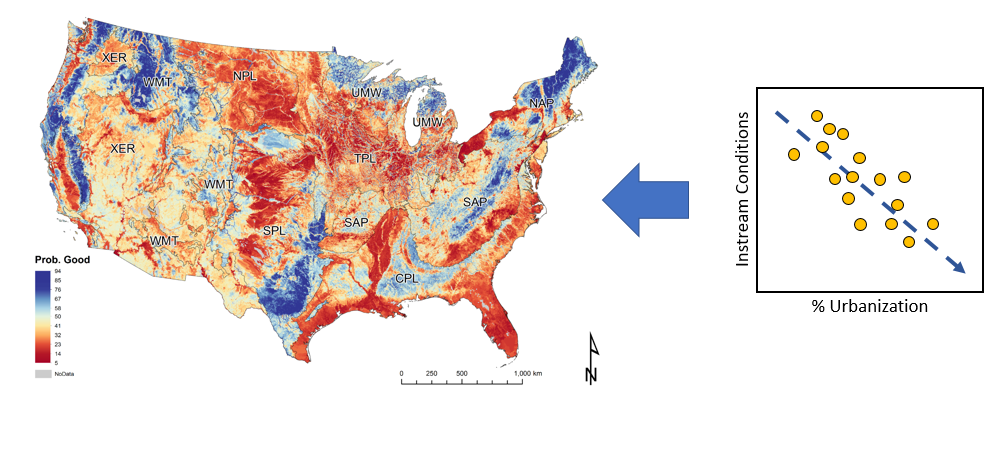 XER
WMT
NPL
UMW
UMW
NAP
XER
TPL
WMT
SAP
SAP
SPL
WMT
CPL
Prob. Good
94
85
76
67
58
50
41
32
23
14
5
NoData
0 250 500 1,000 km
N
Instream Conditions
% Urbanization